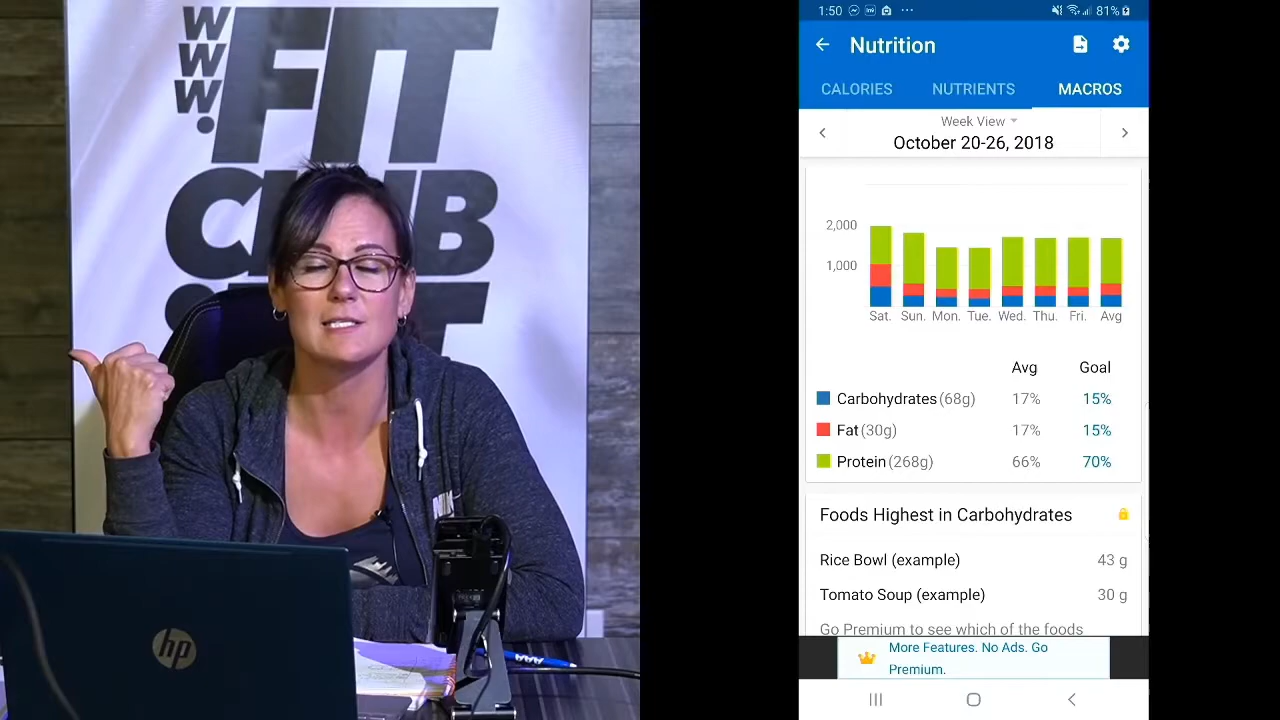 WWW.
FIT
CLUB
hp
1:50
81%
Nutrition
CALORIES NUTRIENTS MACROS
Week View
October 20-26, 2018
2,000
1,000
Sat. Sun. Mon. Tue. Wed. Thu. Fri. Avg
Avg Goal
Carbohydrates (68g) 17% 15%
Fat (30g) 17% 15%
Protein (268g) 66% 70%
Foods Highest in Carbohydrates
Rice Bowl (example) 43 g
Tomato Soup (example) 30 g
Go Premium to see which of the foods
More Features. No Ads. Go
Premium.